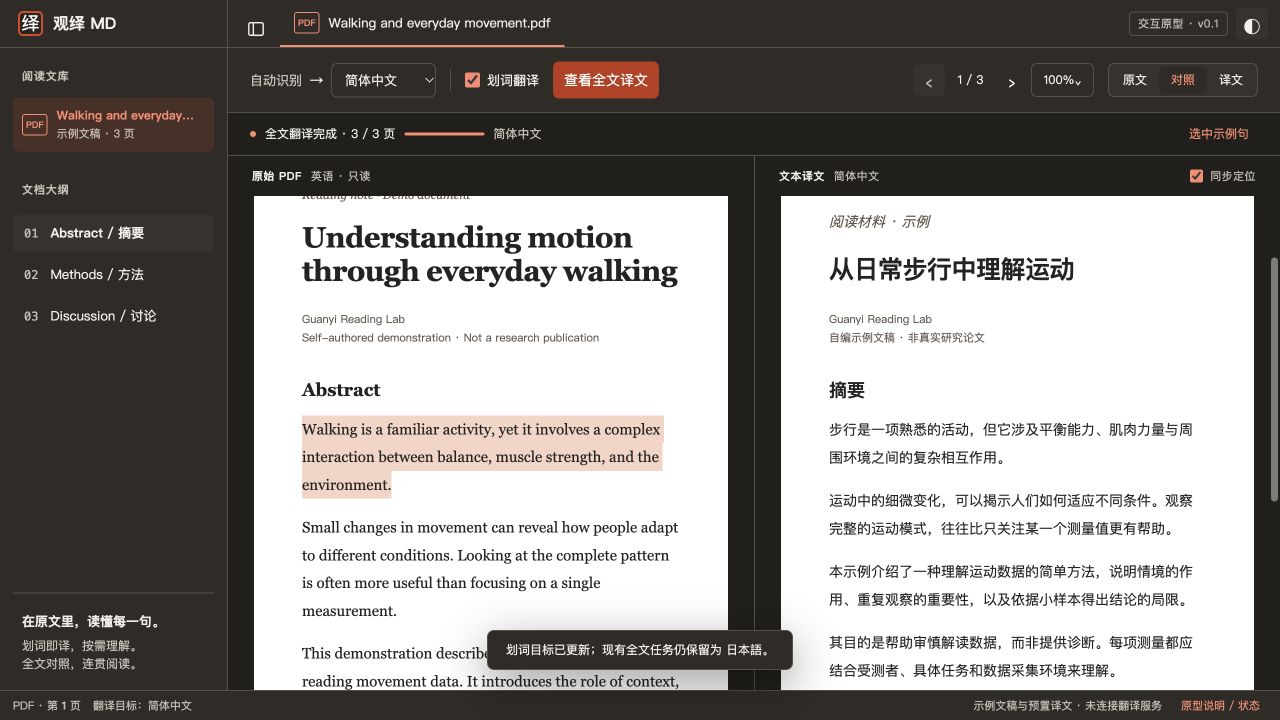 绎 观绎 MD
PDF Walking and everyday movement.pdf
交互原型 · v0.1
阅读文库
PDF Walking and everyday...
示例文稿 · 3 页
文档大纲
01 Abstract / 摘要
02 Methods / 方法
03 Discussion / 讨论
在原文里，读懂每一句。
划词即译，按需理解。
全文对照，连贯阅读。
自动识别 → 简体中文 划词翻译 查看全文译文
‹ 1 / 3 › 100% 原文 对照 译文
全文翻译完成 · 3 / 3 页 简体中文 选中示例句
原始 PDF 英语 · 只读
Reading note · Demo document
Understanding motion
through everyday walking
Guanyi Reading Lab
Self-authored demonstration · Not a research publication
Abstract
Walking is a familiar activity, yet it involves a complex
interaction between balance, muscle strength, and the
environment.
Small changes in movement can reveal how people adapt
to different conditions. Looking at the complete pattern
is often more useful than focusing on a single
measurement.
This demonstration describe
reading movement data. It introduces the role of context,
文本译文 简体中文 同步定位
阅读材料 · 示例
从日常步行中理解运动
Guanyi Reading Lab
自编示例文稿 · 非真实研究论文
摘要
步行是一项熟悉的活动，但它涉及平衡能力、肌肉力量与周
围环境之间的复杂相互作用。
运动中的细微变化，可以揭示人们如何适应不同条件。观察
完整的运动模式，往往比只关注某一个测量值更有帮助。
本示例介绍了一种理解运动数据的简单方法，说明情境的作
用、重复观察的重要性，以及依据小样本得出结论的局限。
其目的是帮助审慎解读数据，而非提供诊断。每项测量都应
结合受测者、具体任务和数据采集环境来理解。
划词目标已更新；现有全文任务仍保留为 日本語。
PDF · 第 1 页 翻译目标：简体中文
示例文稿与预置译文 · 未连接翻译服务 原型说明 / 状态